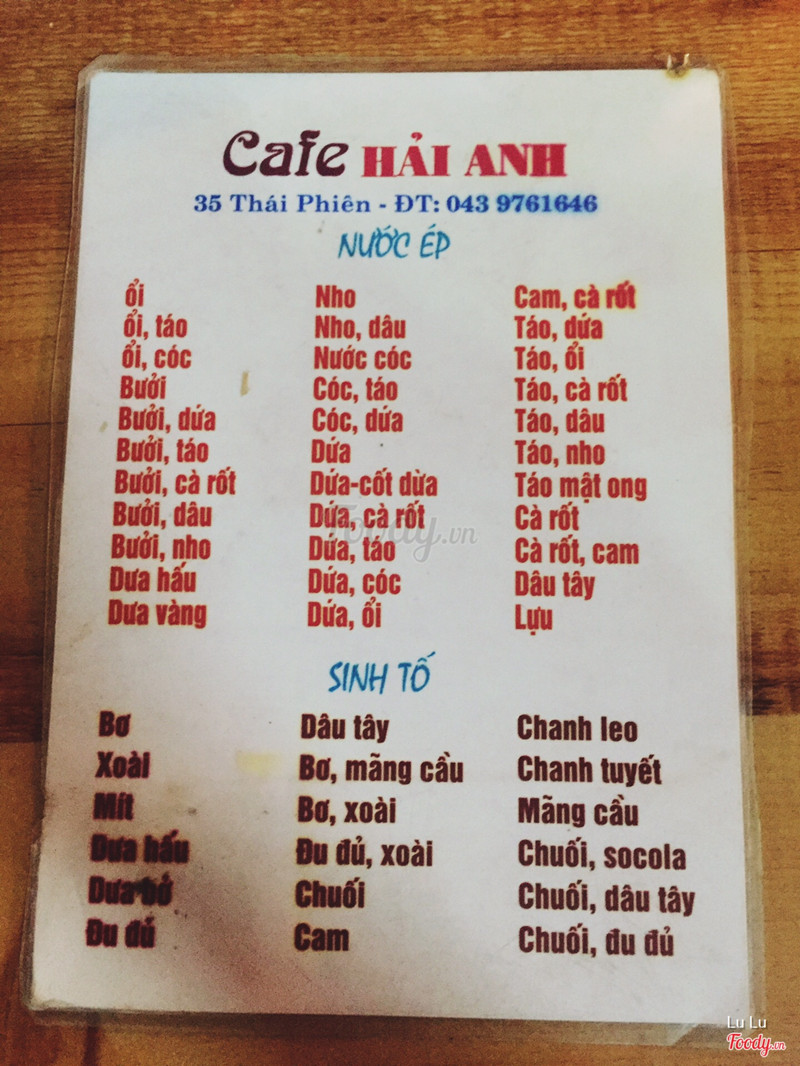 Cafe HẢI ANH
35 Thái Phiên - ĐT: 043 9761646
NƯỚC ÉP
ổi Nho Cam, cà rốt
ổi, táo Nho, dâu Táo, dứa
ổi, cóc Nước cóc Táo, ổi
Bưởi Cóc, táo Táo, cà rốt
Bưởi, dứa Cóc, dứa Táo, dâu
Bưởi, táo Dứa Táo, nho
Bưởi, cà rốt Dứa-cốt dừa Táo mật ong
Bưởi, dâu Dứa, cà rốt Cà rốt
Bưởi, nho Dứa, táo Cà rốt, cam
Dưa hấu Dứa, cóc Dâu tây
Dưa vàng Dứa, ổi Lựu
SINH TỐ
Bơ Dâu tây Chanh leo
Xoài Bơ, mãng cầu Chanh tuyết
Mít Bơ, xoài Mãng cầu
Dưa hấu Đu đủ, xoài Chuối, socola
Dưa bở Chuối Chuối, dâu tây
Đu đủ Cam Chuối, đu đủ
Foody.vn
Lu Lu
Foody.vn